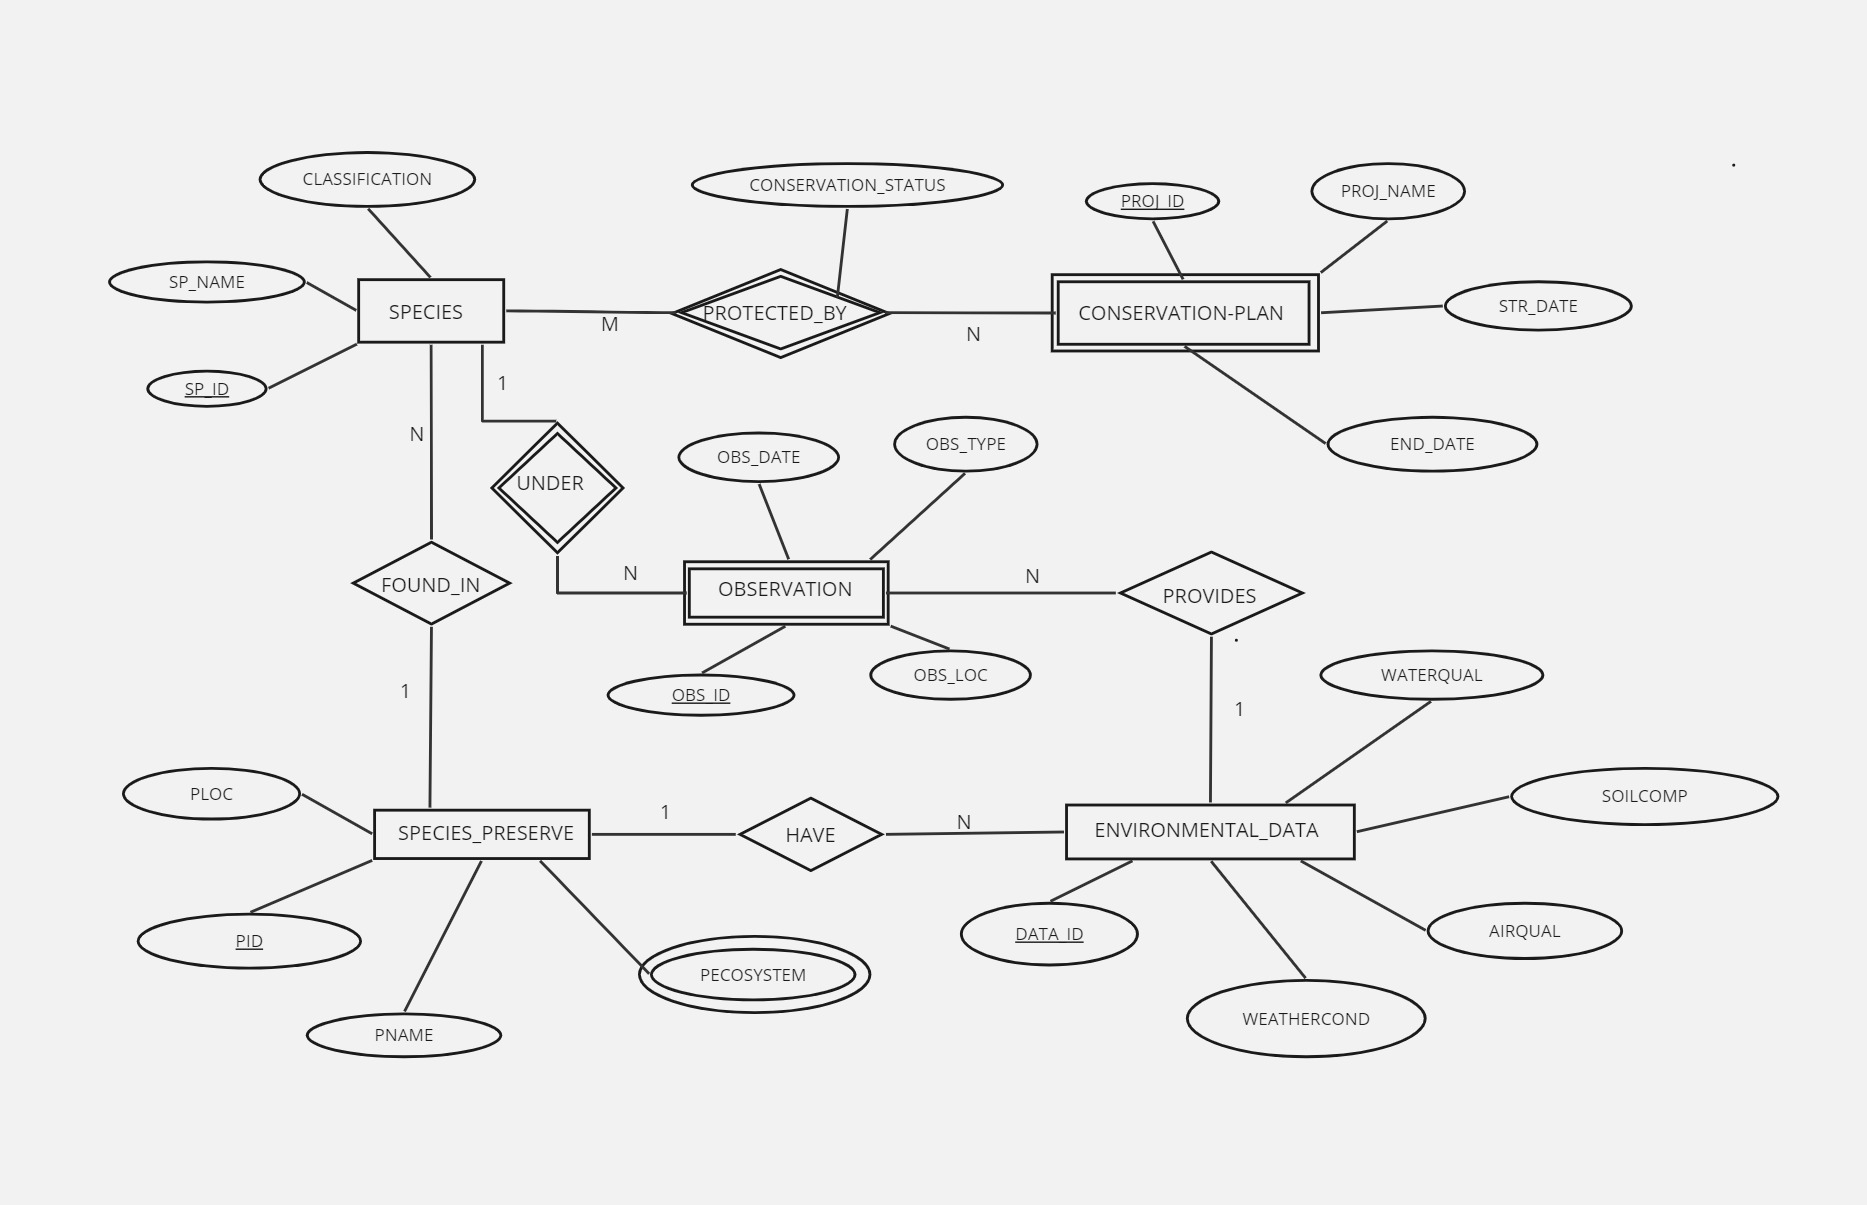 CLASSIFICATION
CONSERVATION_STATUS
PROJ_ID
PROJ_NAME
SP_NAME
SPECIES
M
PROTECTED_BY
N
CONSERVATION-PLAN
STR_DATE
SP_ID
1
N
UNDER
OBS_DATE
OBS_TYPE
END_DATE
FOUND_IN
N
OBSERVATION
N
PROVIDES
1
OBS_ID
OBS_LOC
1
WATERQUAL
PLOC
SPECIES_PRESERVE
1
HAVE
N
ENVIRONMENTAL_DATA
SOILCOMP
PID
PECOSYSTEM
DATA_ID
AIRQUAL
PNAME
WEATHERCOND